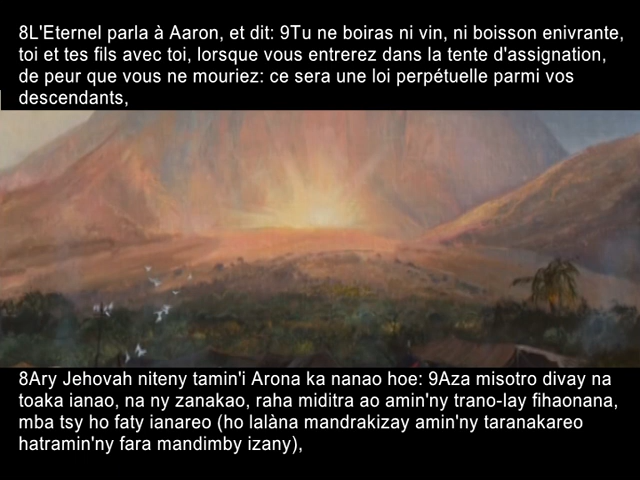 8L'Eternel parla à Aaron, et dit: 9Tu ne boiras ni vin, ni boisson enivrante,
toi et tes fils avec toi, lorsque vous entrerez dans la tente d'assignation,
de peur que vous ne mouriez: ce sera une loi perpétuelle parmi vos
descendants,
8Ary Jehovah niteny tamin'i Arona ka nanao hoe: 9Aza misotro divay na
toaka ianao, na ny zanakao, raha miditra ao amin'ny trano-lay fihaonana,
mba tsy ho faty ianareo (ho lalàna mandrakizay amin'ny taranakareo
hatramin'ny fara mandimby izany),